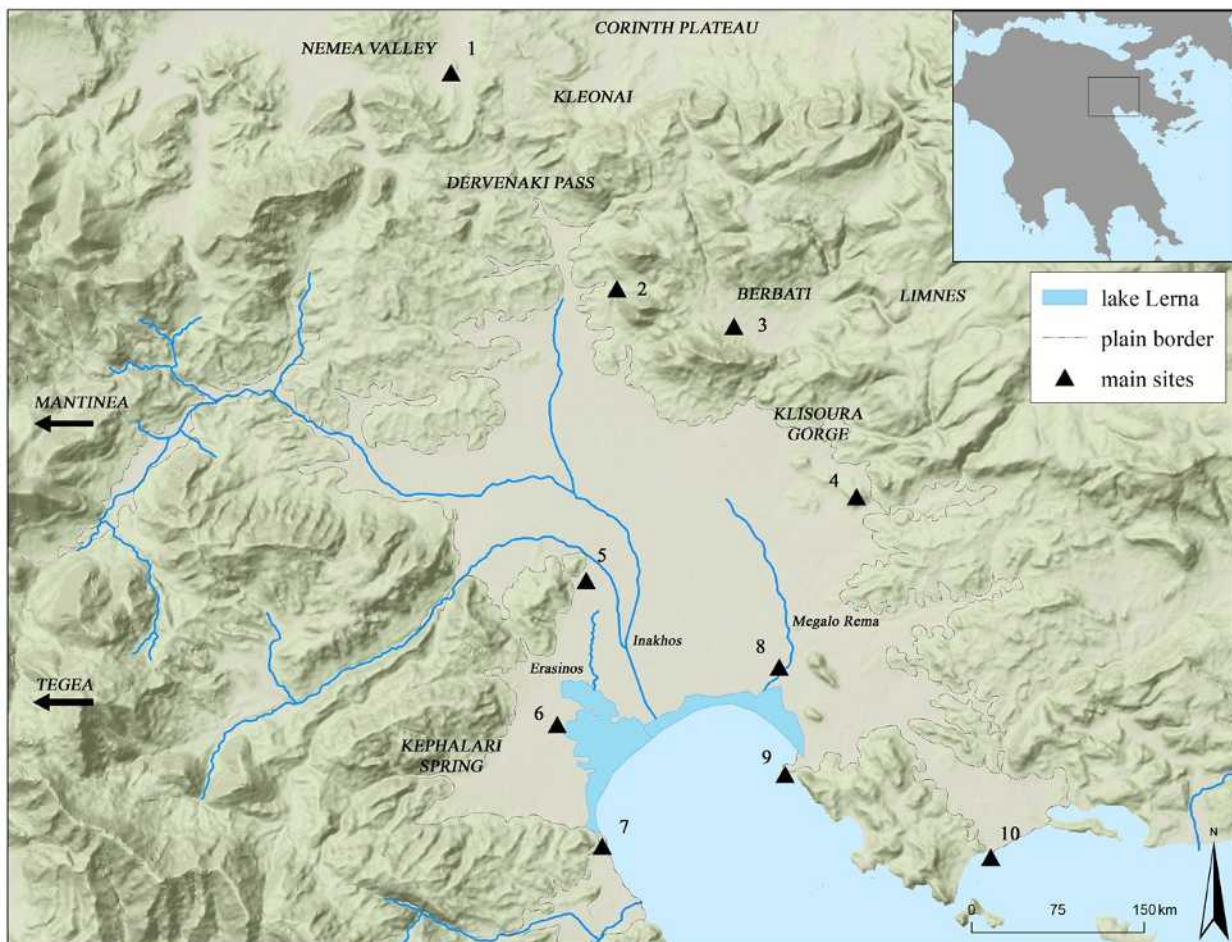 CORINTH PLATEAU
NEMEA VALLEY
1
KLEONAI
DERVENAKI PASS
2
BERBATI
LIMNES
3
lake Lerna
plain border
main sites
MANTINEA
KLISOURA
GORGE
4
5
Inakhos
Megalo Rema
Erasinos
8
TEGEA
6
KEPHALARI
SPRING
9
7
10
N
0 75 150 km